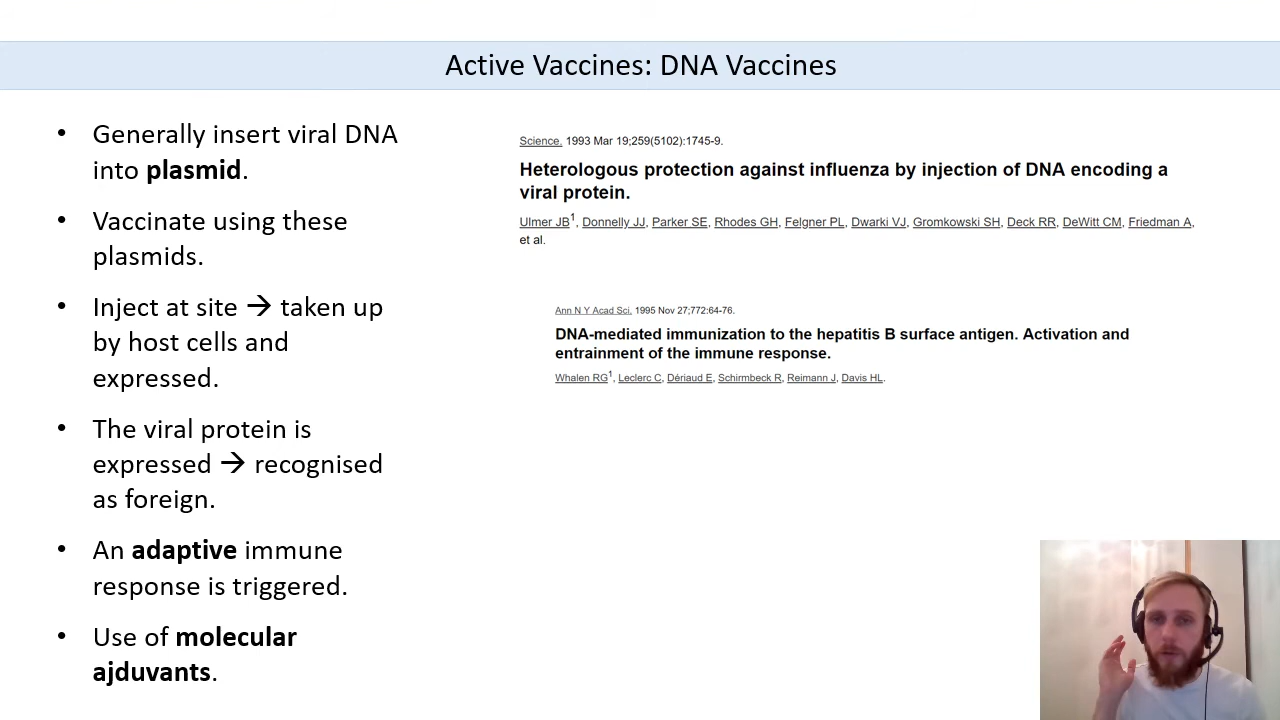 Active Vaccines: DNA Vaccines
• Generally insert viral DNA
into plasmid.
• Vaccinate using these
plasmids.
• Inject at site → taken up
by host cells and
expressed.
• The viral protein is
expressed → recognised
as foreign.
• An adaptive immune
response is triggered.
• Use of molecular
ajduvants.
Science. 1993 Mar 19;259(5102):1745-9.
Heterologous protection against influenza by injection of DNA encoding a
viral protein.
Ulmer JB1, Donnelly JJ, Parker SE, Rhodes GH, Felgner PL, Dwarki VJ, Gromkowski SH, Deck RR, DeWitt CM, Friedman A,
et al.
Ann N Y Acad Sci. 1995 Nov 27;772:64-76.
DNA-mediated immunization to the hepatitis B surface antigen. Activation and
entrainment of the immune response.
Whalen RG1, Leclerc C, Dériaud E, Schirmbeck R, Reimann J, Davis HL.